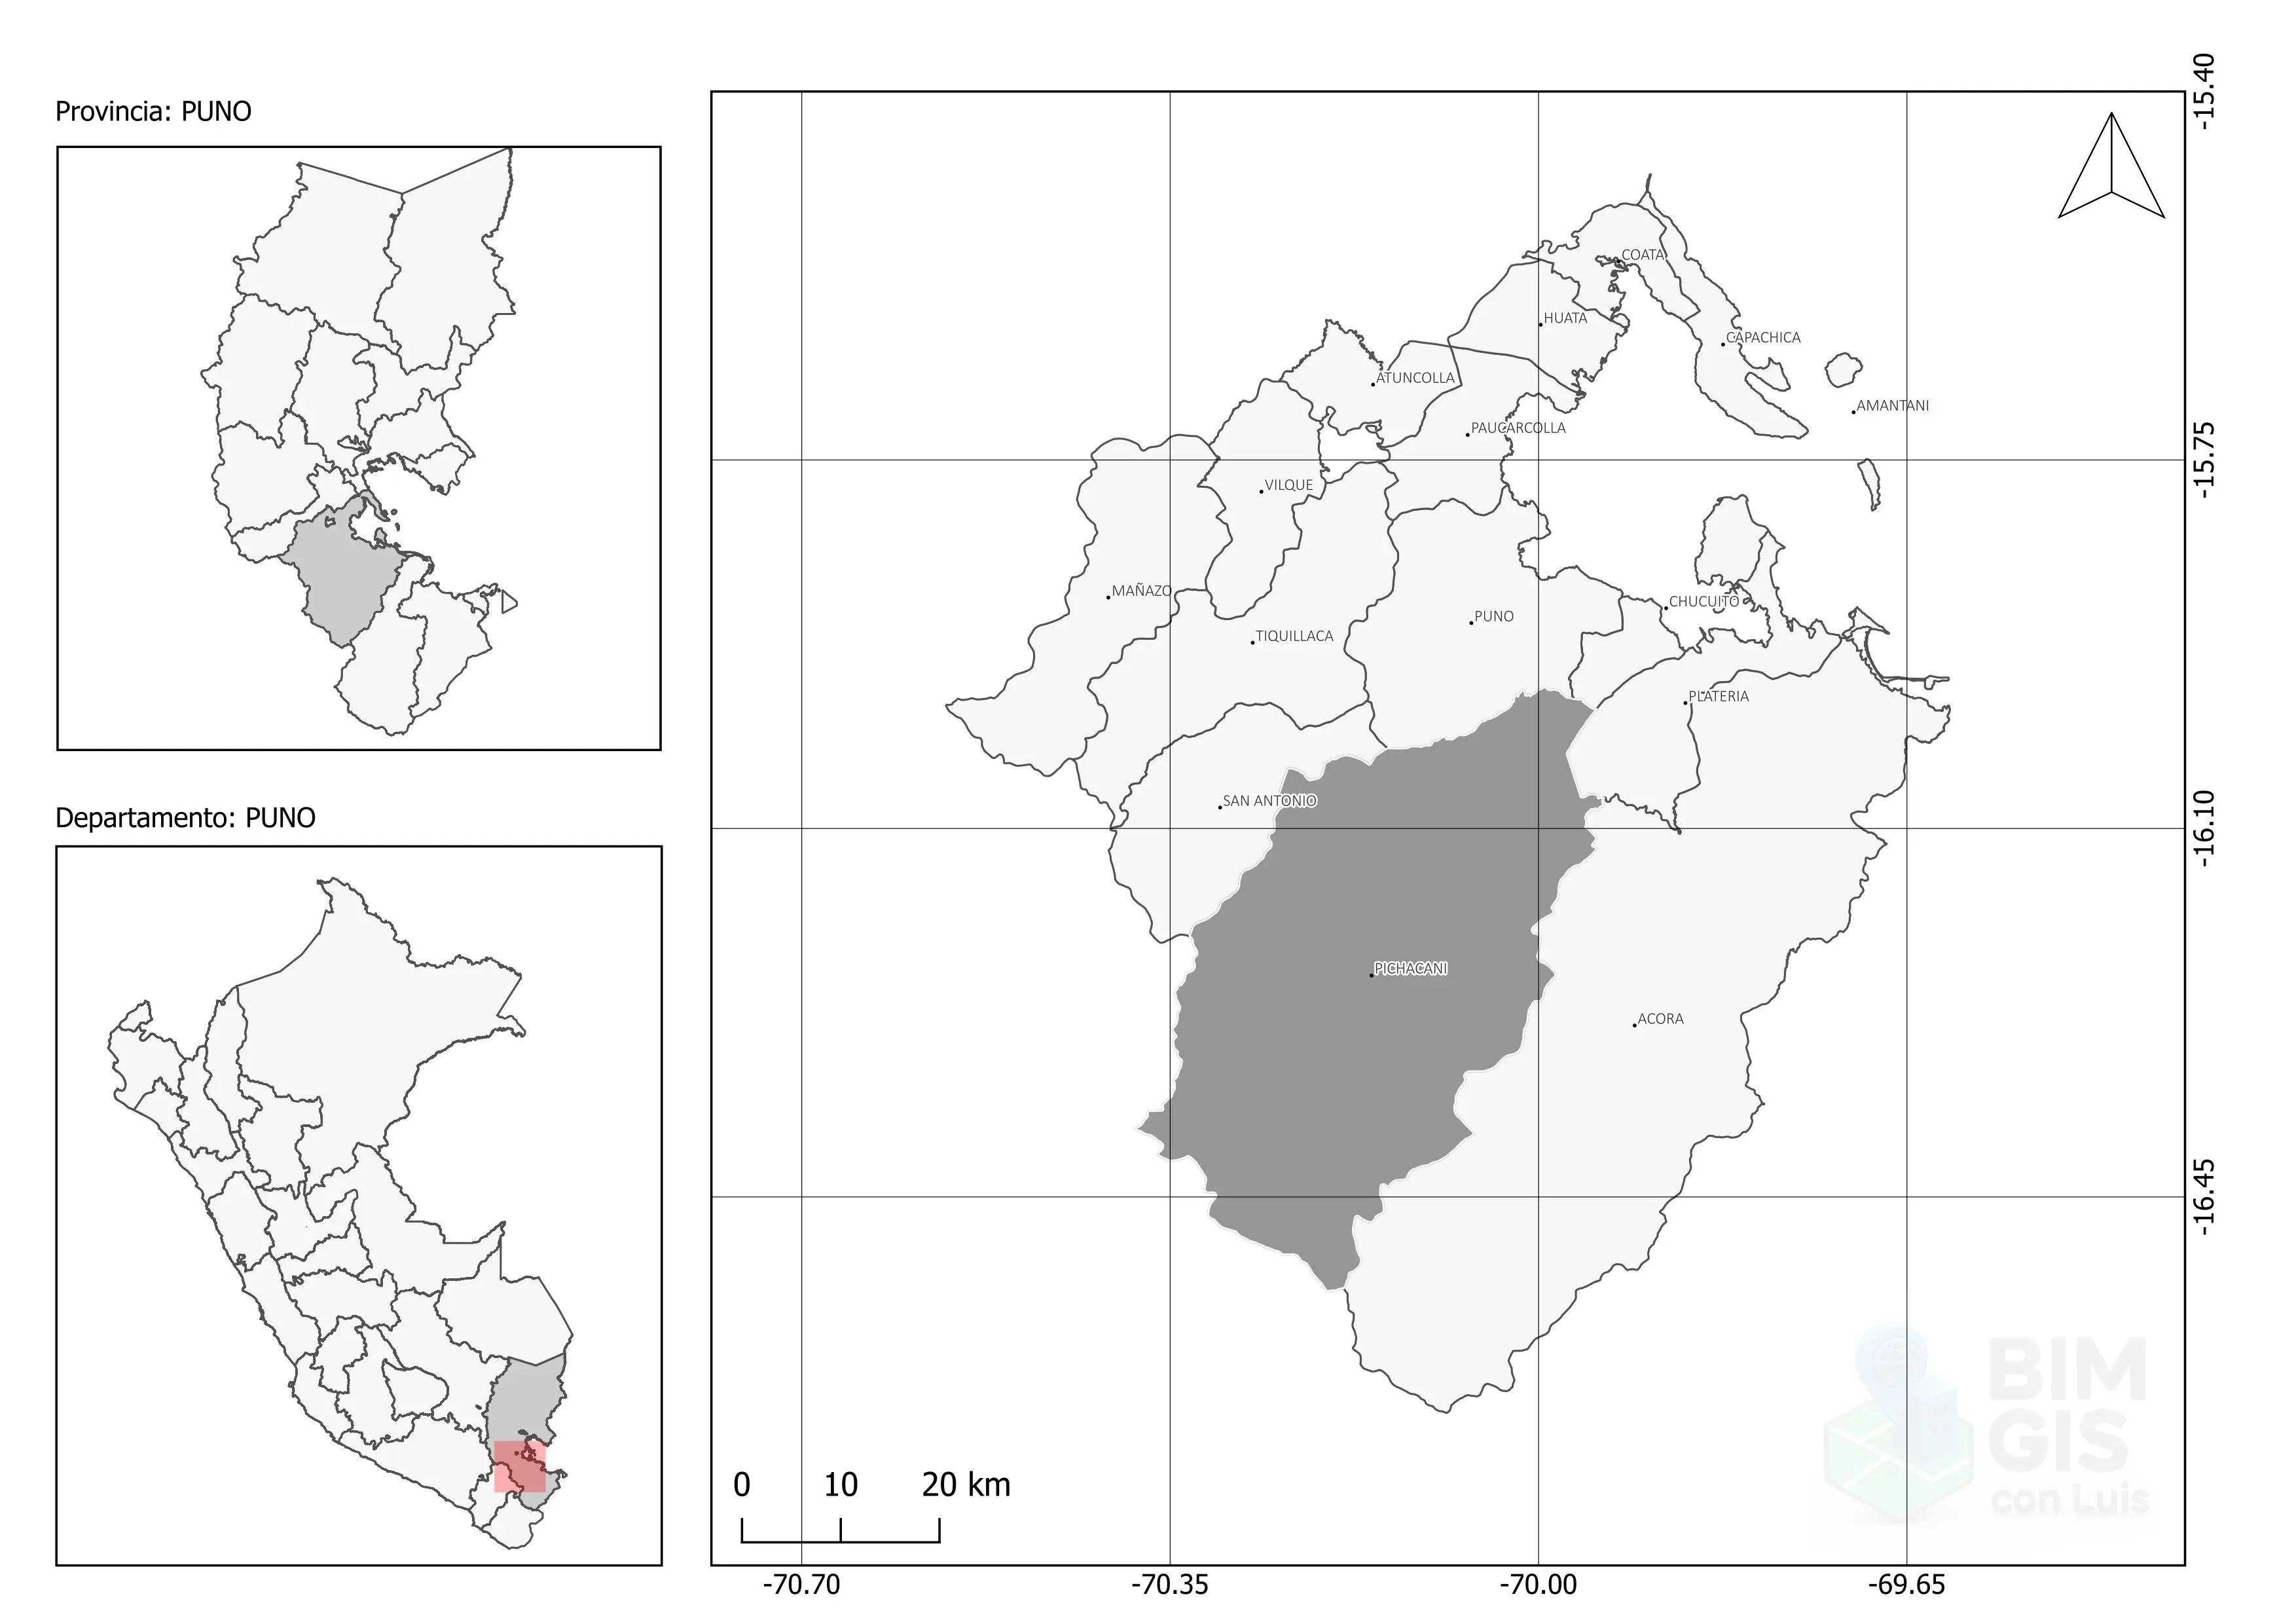 Provincia: PUNO
Departamento: PUNO
-15.40
COATA
HUATA
CAPACHICA
ATUNCOLLA
AMANTANI
PAUCARCOLLA
-15.75
VILQUE
MAÑAZO
CHUCUITO
PUNO
TIQUILLACA
PLATERIA
SAN ANTONIO
-16.10
PICHACANI
ACORA
-16.45
BIM
GIS
con Luis
0 10 20 km
-70.70 -70.35 -70.00 -69.65